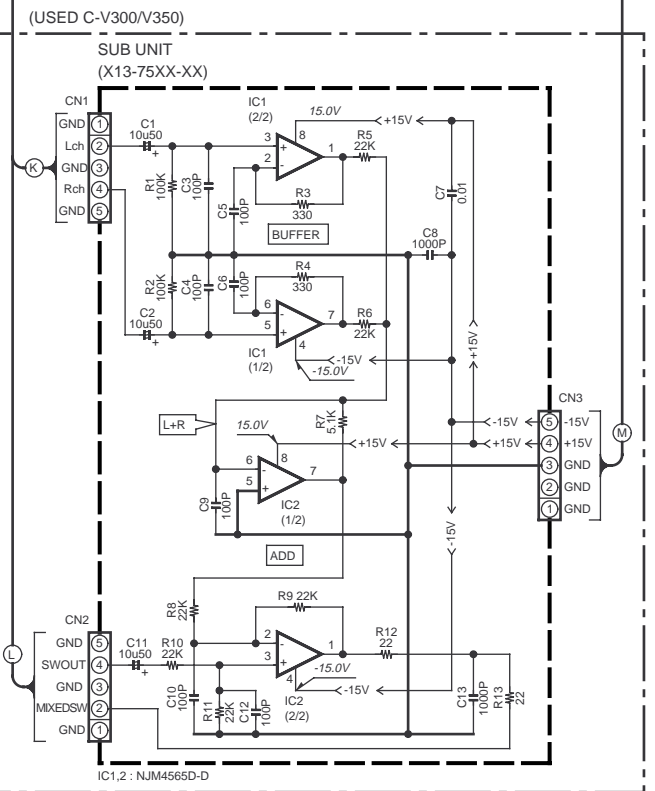 (USED C-V300/V350)
SUB UNIT
(X13-75XX-XX)
CN1
GND 1
Lch 2
GND 3
Rch 4
GND 5
K
C1
10u50
+
R1
100K
C3
100P
C5
100P
IC1
(2/2)
15.0V
+15V
3 +
2 -
8
1
R5
22K
R3
330
BUFFER
C7
0.01
C8
1000P
R2
100K
C4
100P
C6
100P
C2
10u50
+
R4
330
6 -
5 +
7
4
R6
22K
IC1
(1/2)
-15V
-15.0V
+15V
L+R
15.0V
R7
5.1K
+15V
6 -
5 +
8
7
C9
100P
IC2
(1/2)
ADD
-15V
+15V
-15V
CN3
5 -15V
4 +15V
3 GND
2 GND
1 GND
M
CN2
GND 5
SWOUT 4
GND 3
MIXEDSW 2
GND 1
L
C11
10u50
+
R10
22K
R8
22K
R9 22K
2 -
3 +
1
4
-15.0V
-15V
IC2
(2/2)
R12
22
C10
100P
R11
22K
C12
100P
C13
1000P
R13
22
IC1,2 : NJM4565D-D